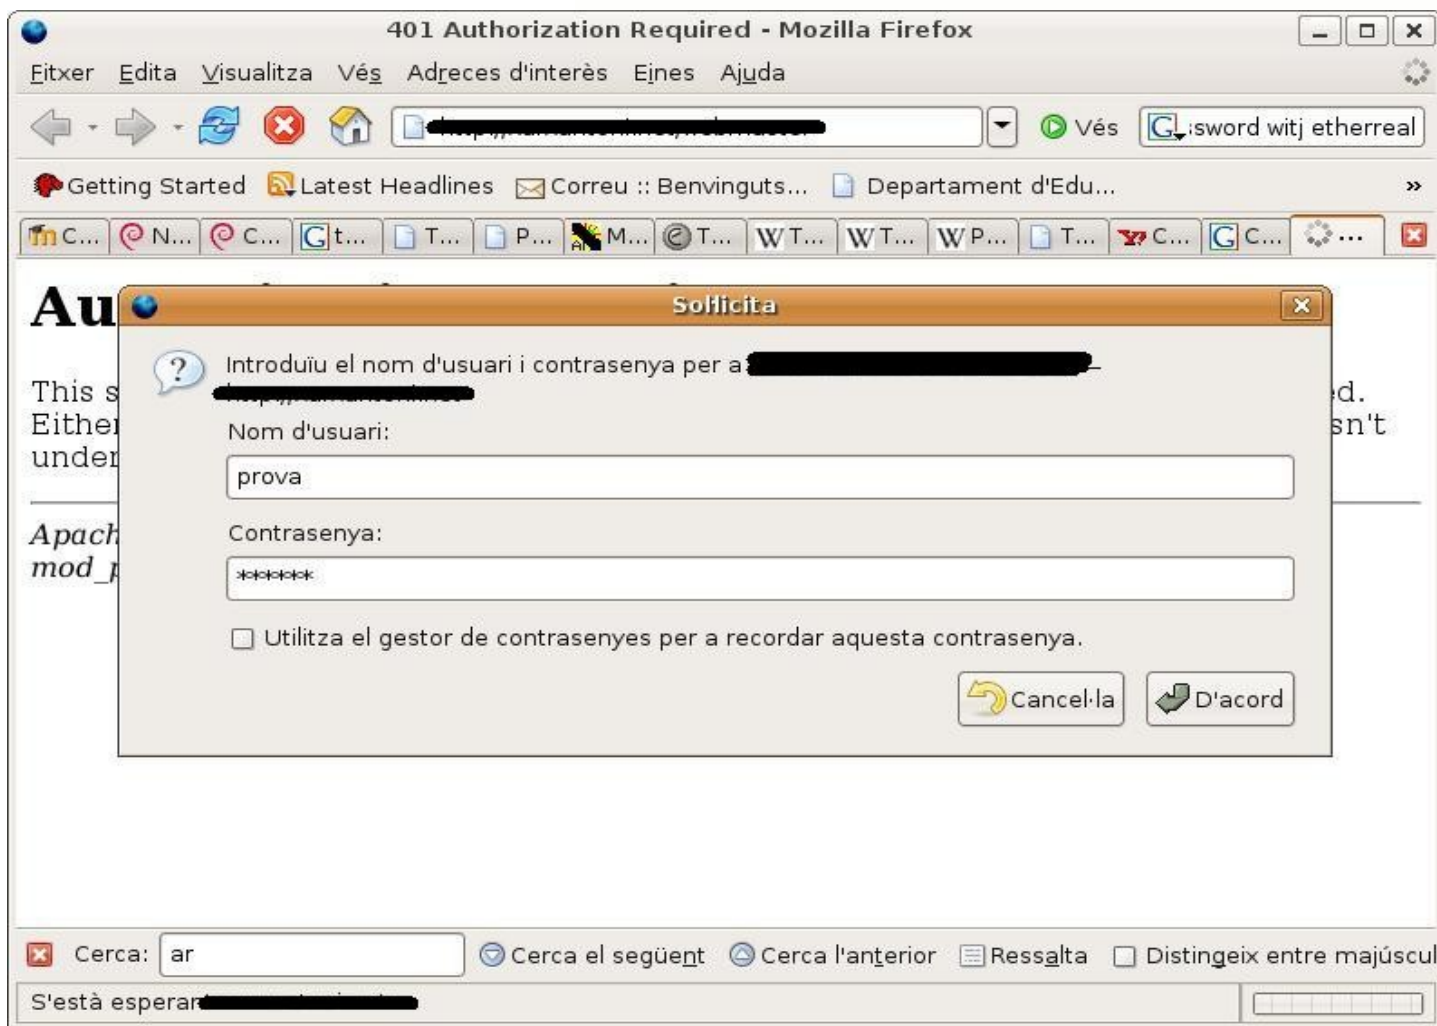 401 Authorization Required - Mozilla Firefox
Fitxer Edita Visualitza Vés Adreces d'interès Eines Ajuda
Vés sword witj etherreal
Getting Started Latest Headlines Correu :: Benvinguts... Departament d'Edu... »
C... N... C... t... T... P... M... T... T... T... P... T... C... C... ...
Au
Sol·licita
Introduïu el nom d'usuari i contrasenya per a
This s
d.
Either
sn't
under
Nom d'usuari:
prova
Apach
Contrasenya:
mod_p
******
Utilitza el gestor de contrasenyes per a recordar aquesta contrasenya.
Cancel·la D'acord
Cerca: ar Cerca el següent Cerca l'anterior Ressalta Distingeix entre majúscul
S'està esperan